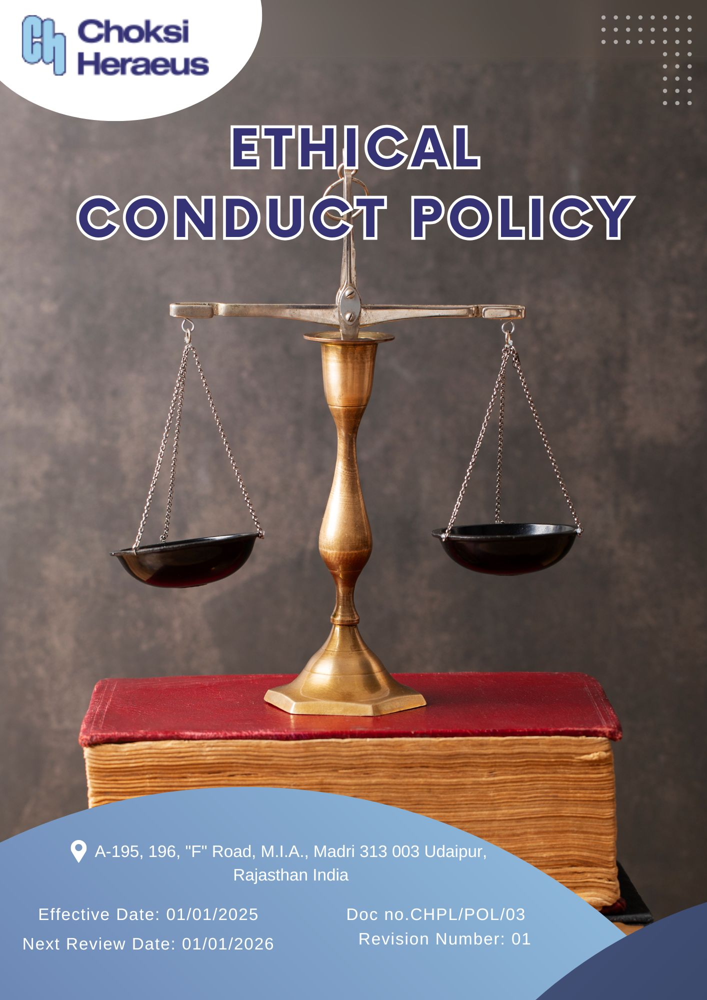 Ch Choksi
Heraeus
ETHICAL
CONDUCT POLICY
A-195, 196, "F" Road, M.I.A., Madri 313 003 Udaipur,
Rajasthan India
Effective Date: 01/01/2025
Next Review Date: 01/01/2026
Doc no.CHPL/POL/03
Revision Number: 01